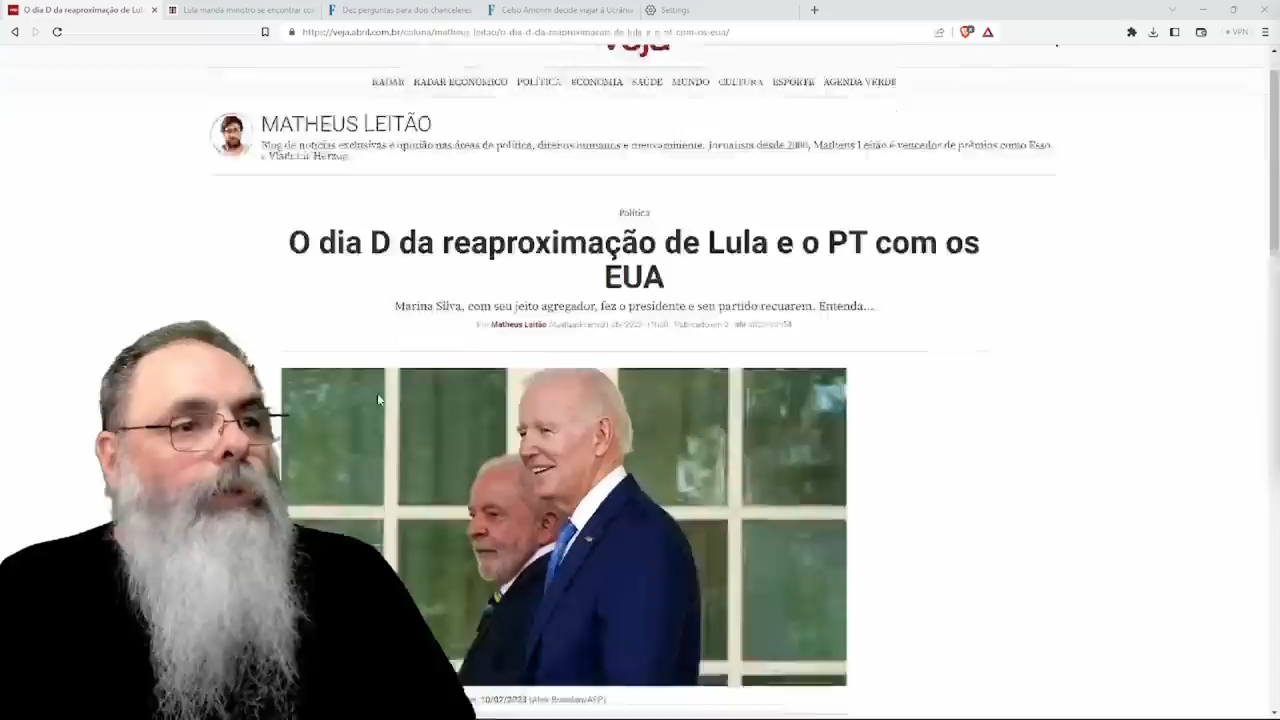 O dia D da reaproximação de Lul
Lula manda ministro se encontrar co
Dez perguntas para dois chanceleres
Celso Amorim decide viajar à Ucrânia
Settings
https://veja.abril.com.br/coluna/matheus-leitao/o-dia-d-da-reaproximacao-de-lula-e-o-pt-com-os-eua/
VPN
veja
RADAR RADAR ECONÔMICO POLÍTICA ECONOMIA SAÚDE MUNDO CULTURA ESPORTE AGENDA VERDE
MATHEUS LEITÃO
Blog de notícias exclusivas e opinião nas áreas de política, direitos humanos e meio ambiente. Jornalista desde 2000, Matheus Leitão é vencedor de prêmios como Esso
e Vladimir Herzog
Política
O dia D da reaproximação de Lula e o PT com os
EUA
Marina Silva, com seu jeito agregador, fez o presidente e seu partido recuarem. Entenda...
Por Matheus Leitão
10/02/2023